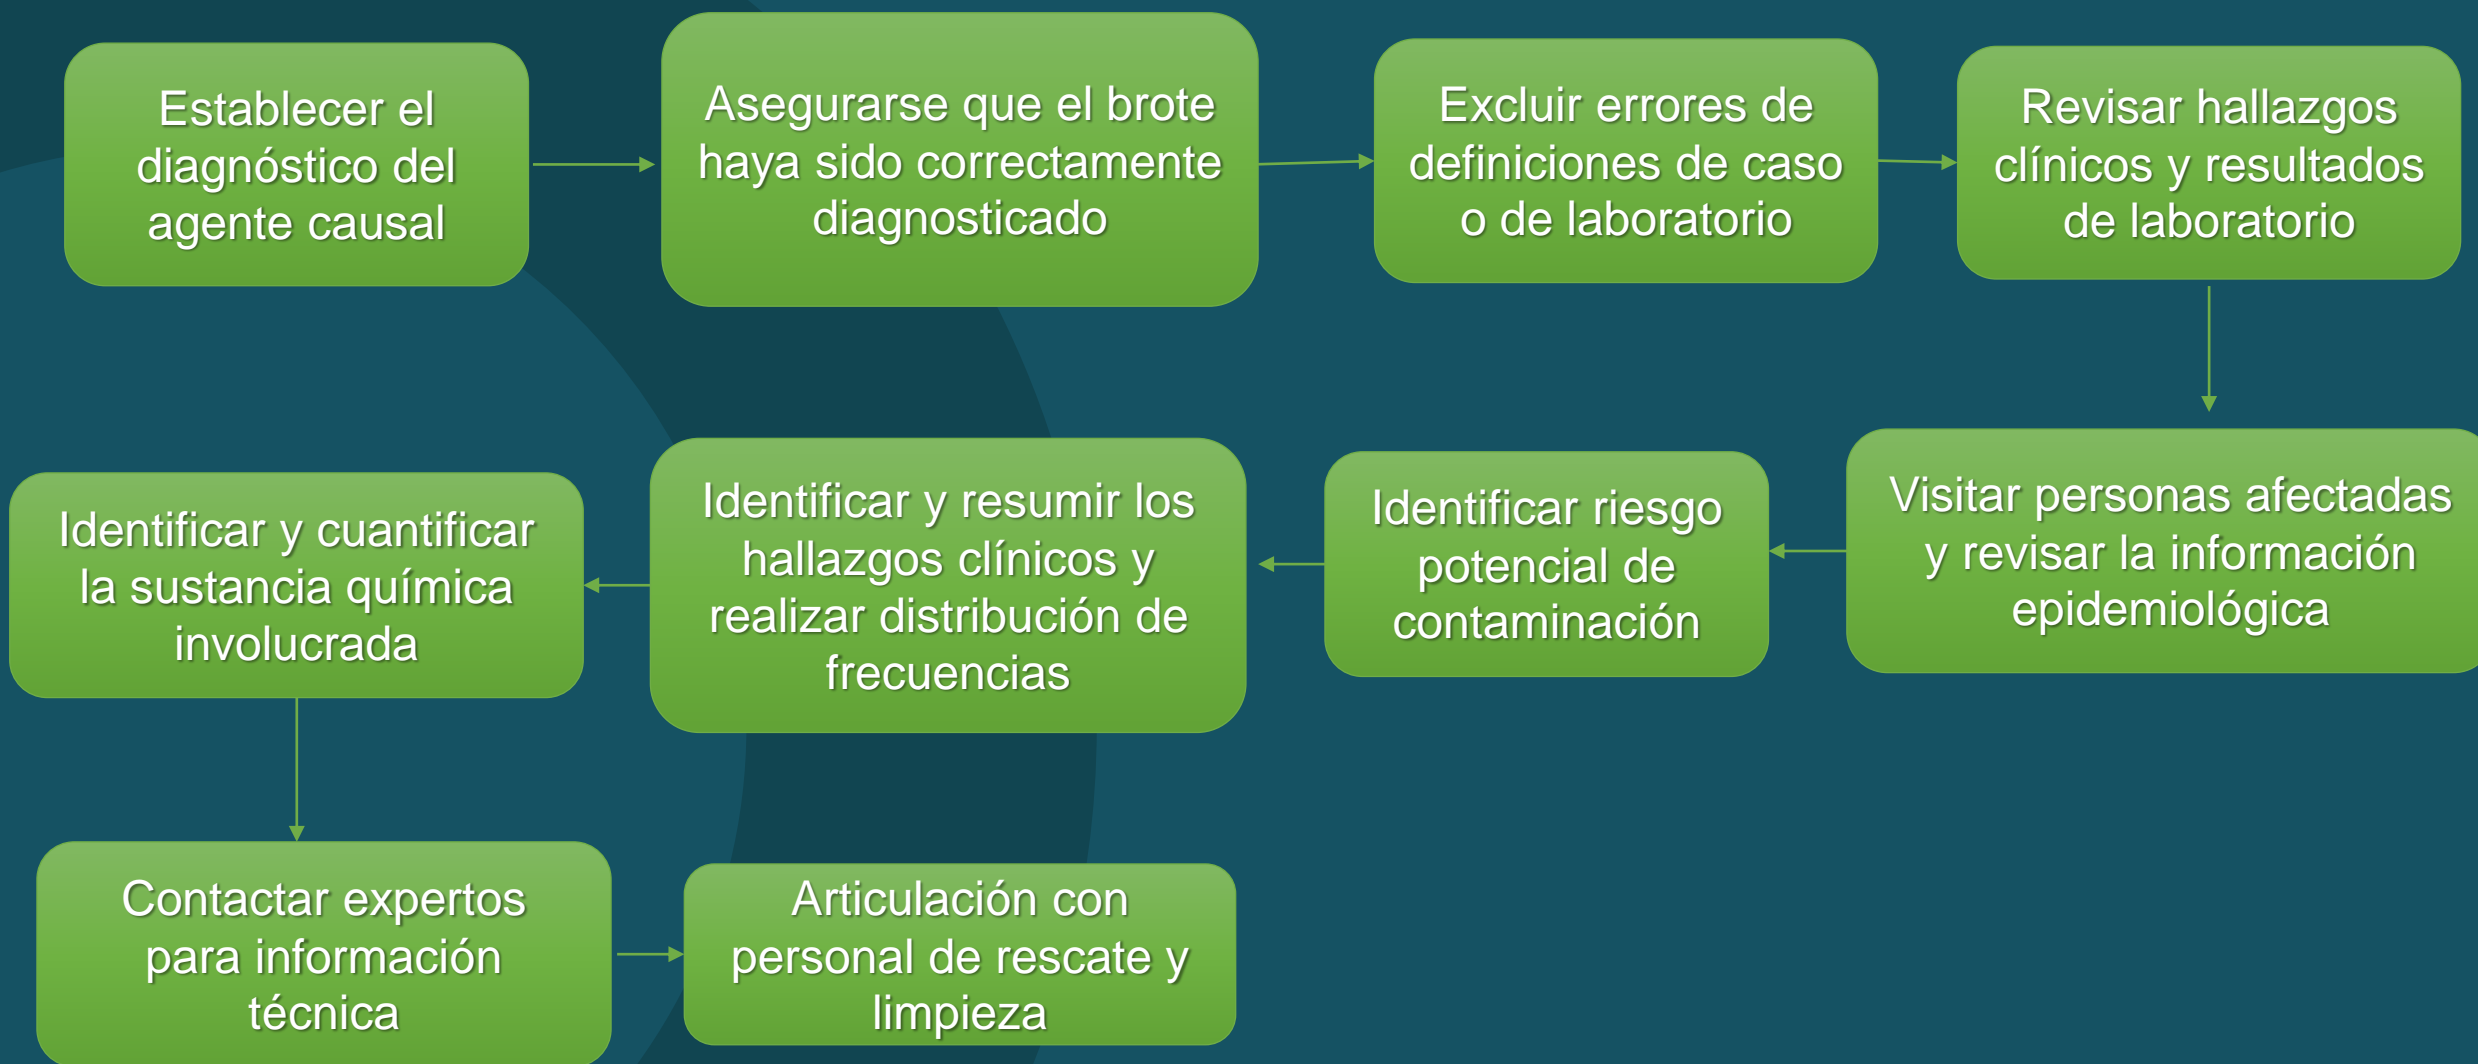 Establecer el
diagnóstico del
agente causal
Asegurarse que el brote
haya sido correctamente
diagnosticado
Excluir errores de
definiciones de caso
o de laboratorio
Revisar hallazgos
clínicos y resultados
de laboratorio
Visitar personas afectadas
y revisar la información
epidemiológica
Identificar riesgo
potencial de
contaminación
Identificar y resumir los
hallazgos clínicos y
realizar distribución de
frecuencias
Identificar y cuantificar
la sustancia química
involucrada
Contactar expertos
para información
técnica
Articulación con
personal de rescate y
limpieza